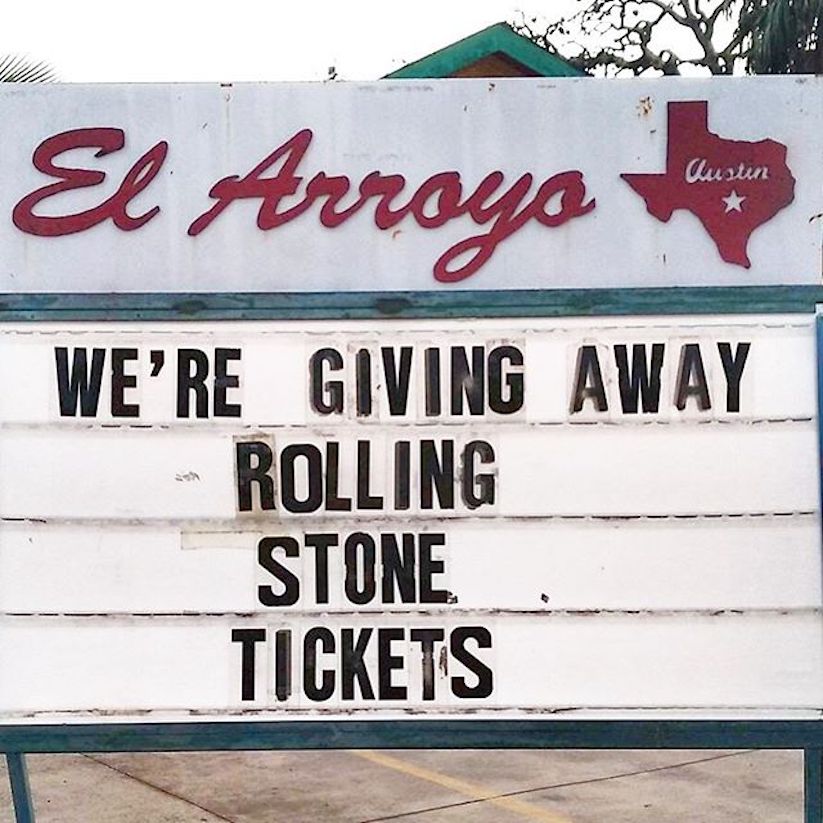 El Arroyo
Austin
WE'RE GIVING AWAY
ROLLING
STONE
TICKETS